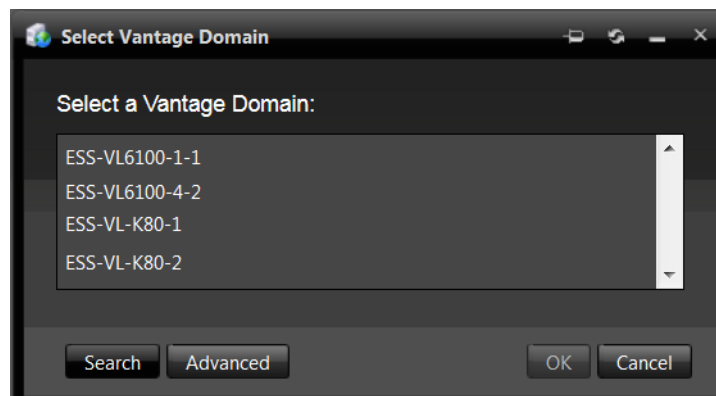 Select Vantage Domain
Select a Vantage Domain:
ESS-VL6100-1-1
ESS-VL6100-4-2
ESS-VL-K80-1
ESS-VL-K80-2
Search Advanced OK Cancel